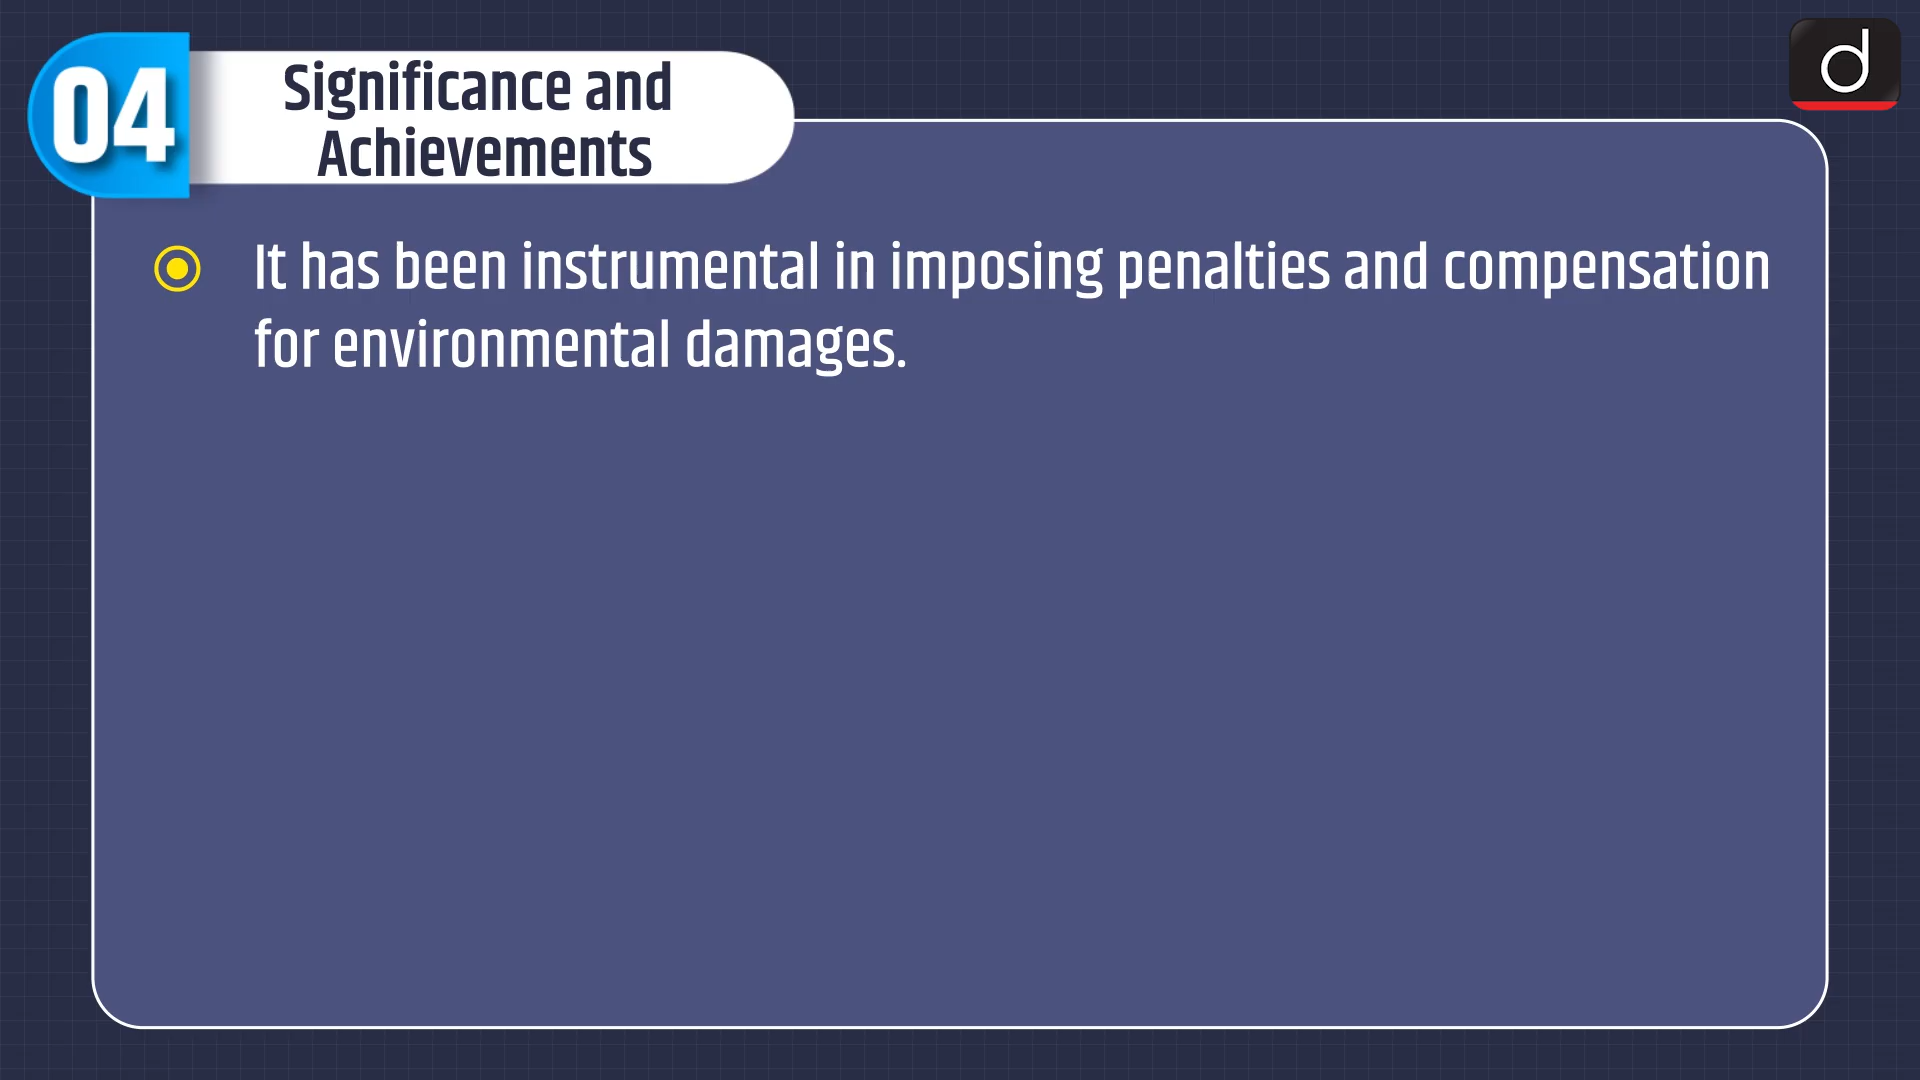 04
Significance and
Achievements
d
It has been instrumental in imposing penalties and compensation
for environmental damages.